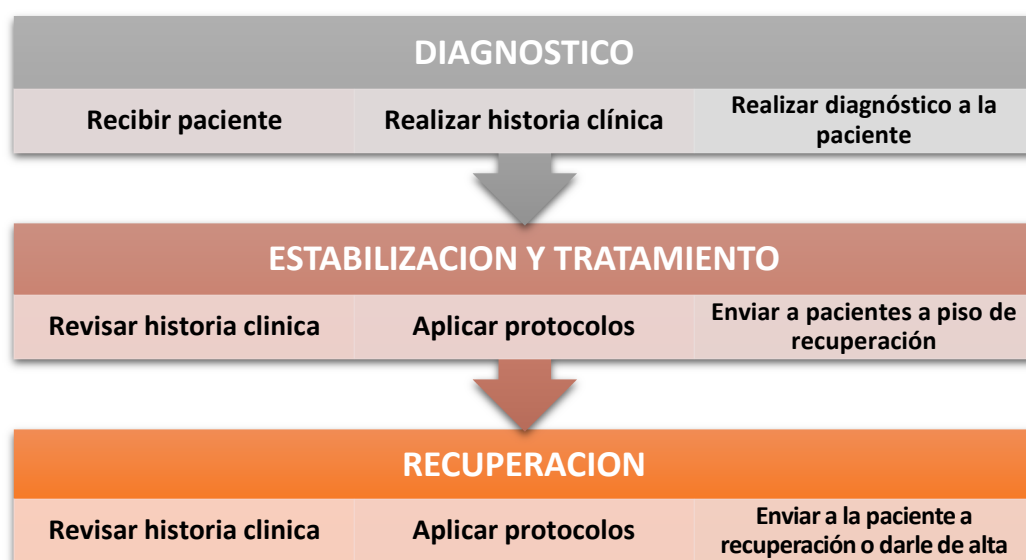 DIAGNOSTICO
Recibir paciente
Realizar historia clínica
Realizar diagnóstico a la
paciente
ESTABILIZACION Y TRATAMIENTO
Revisar historia clinica
Aplicar protocolos
Enviar a pacientes a piso de
recuperación
RECUPERACION
Revisar historia clinica
Aplicar protocolos
Enviar a la paciente a
recuperación o darle de alta